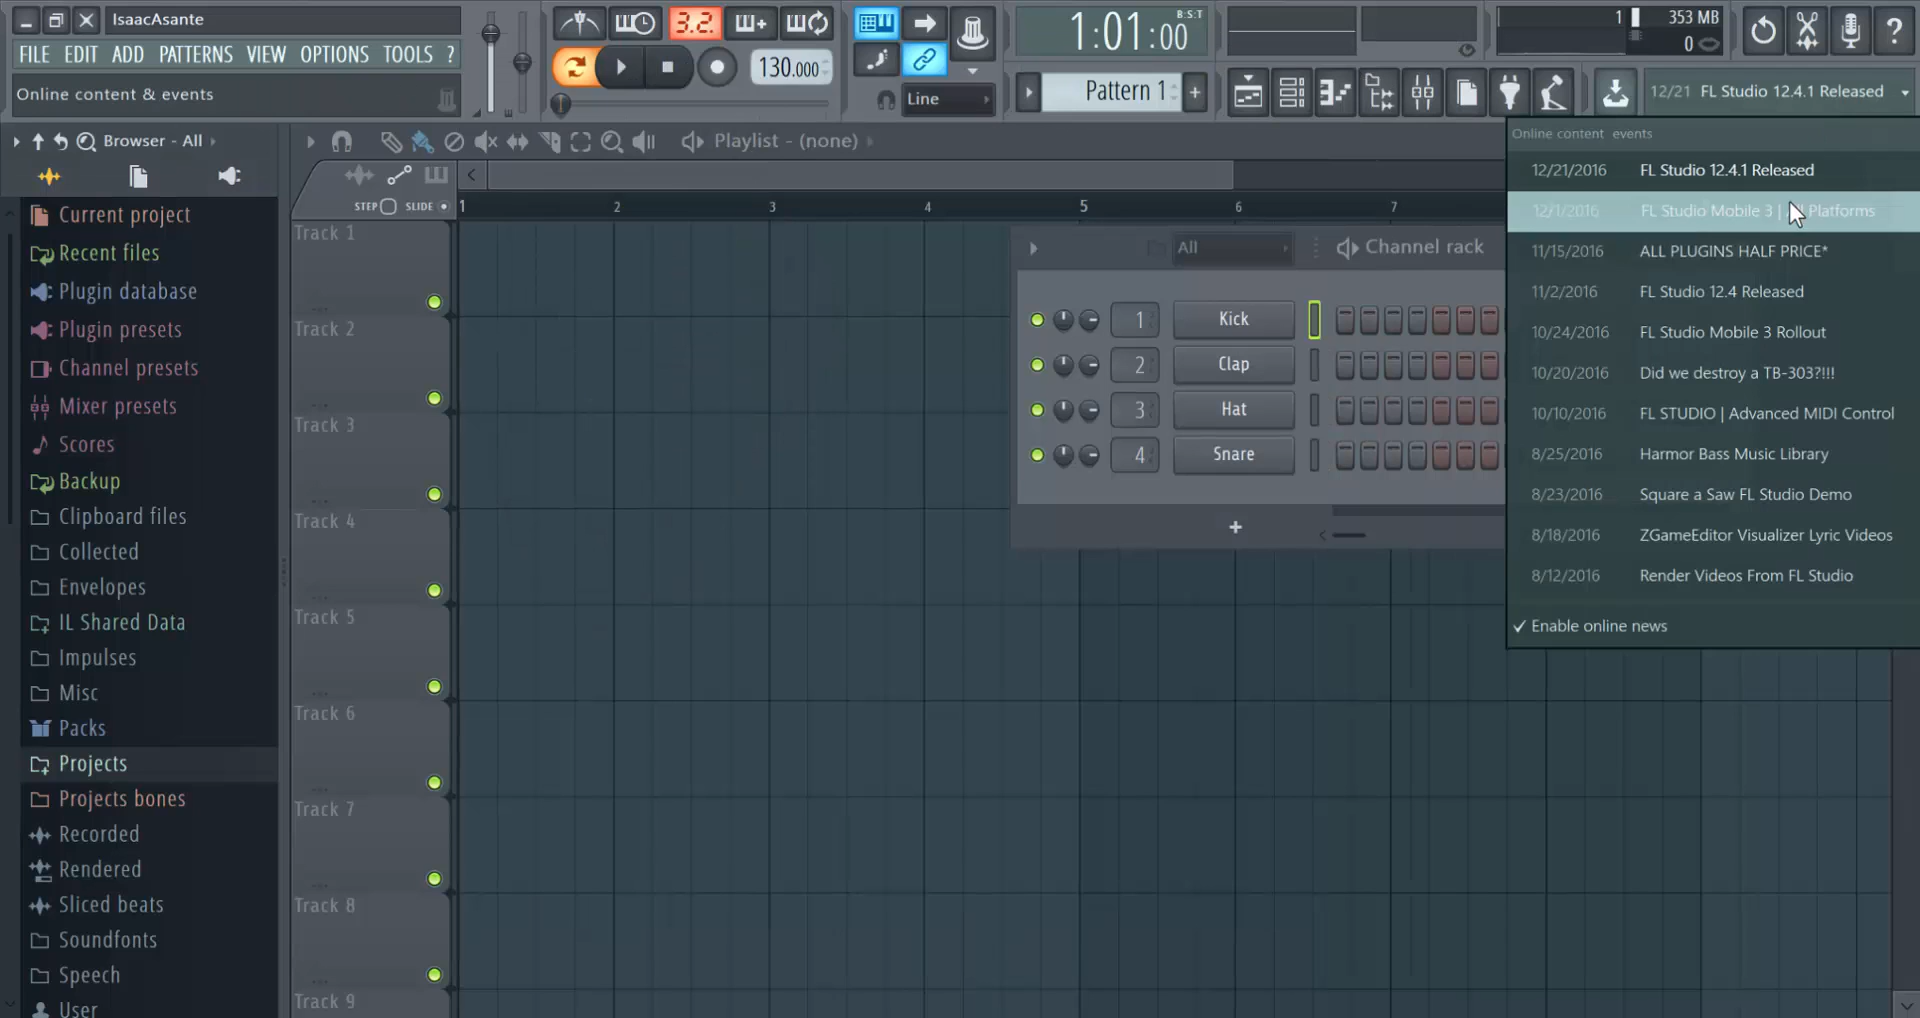 IsaacAsante
FILE EDIT ADD PATTERNS VIEW OPTIONS TOOLS ?
Online content & events
3.2.
130.000
1:01:00
B:S:T
Line
Pattern 1
1
353 MB
0
12/21 FL Studio 12.4.1 Released
Browser - All
Playlist - (none)
STEP SLIDE
1 2 3 4 5 6 7
Current project
Recent files
Plugin database
Plugin presets
Channel presets
Mixer presets
Scores
Backup
Clipboard files
Collected
Envelopes
IL Shared Data
Impulses
Misc
Packs
Projects
Projects bones
Recorded
Rendered
Sliced beats
Soundfonts
Speech
User
Track 1
Track 2
Track 3
Track 4
Track 5
Track 6
Track 7
Track 8
Track 9
All
Channel rack
1 Kick
2 Clap
3 Hat
4 Snare
+
Online content events
12/21/2016 FL Studio 12.4.1 Released
12/1/2016 FL Studio Mobile 3 | All Platforms
11/15/2016 ALL PLUGINS HALF PRICE*
11/2/2016 FL Studio 12.4 Released
10/24/2016 FL Studio Mobile 3 Rollout
10/20/2016 Did we destroy a TB-303?!!!
10/10/2016 FL STUDIO | Advanced MIDI Control
8/25/2016 Harmor Bass Music Library
8/23/2016 Square a Saw FL Studio Demo
8/18/2016 ZGameEditor Visualizer Lyric Videos
8/12/2016 Render Videos From FL Studio
Enable online news